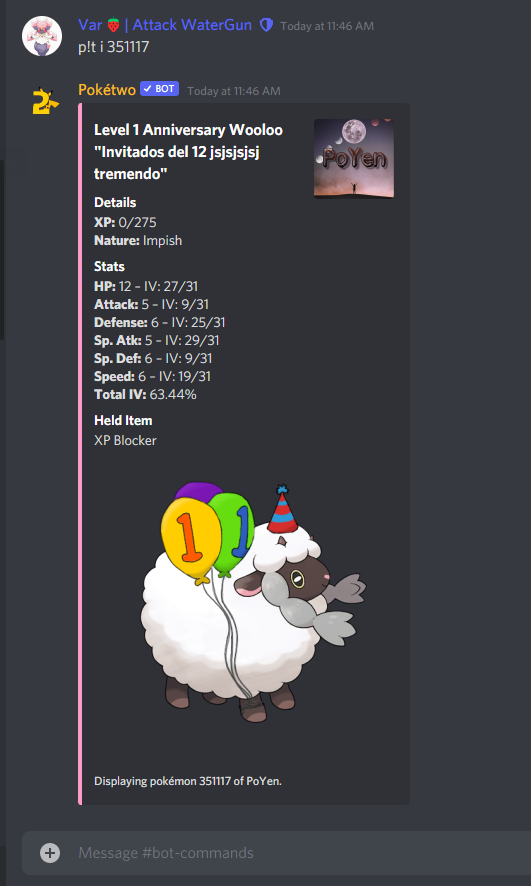 Var 🍓 | Attack WaterGun Today at 11:46 AM
p!t i 351117
Pokétwo ✓ BOT Today at 11:46 AM
Level 1 Anniversary Wooloo
"Invitados del 12 jsjsjsjsj
tremendo"
PoYen
Details
XP: 0/275
Nature: Impish
Stats
HP: 12 – IV: 27/31
Attack: 5 – IV: 9/31
Defense: 6 – IV: 25/31
Sp. Atk: 5 – IV: 29/31
Sp. Def: 6 – IV: 9/31
Speed: 6 – IV: 19/31
Total IV: 63.44%
Held Item
XP Blocker
1 1
Displaying pokémon 351117 of PoYen.
Message #bot-commands